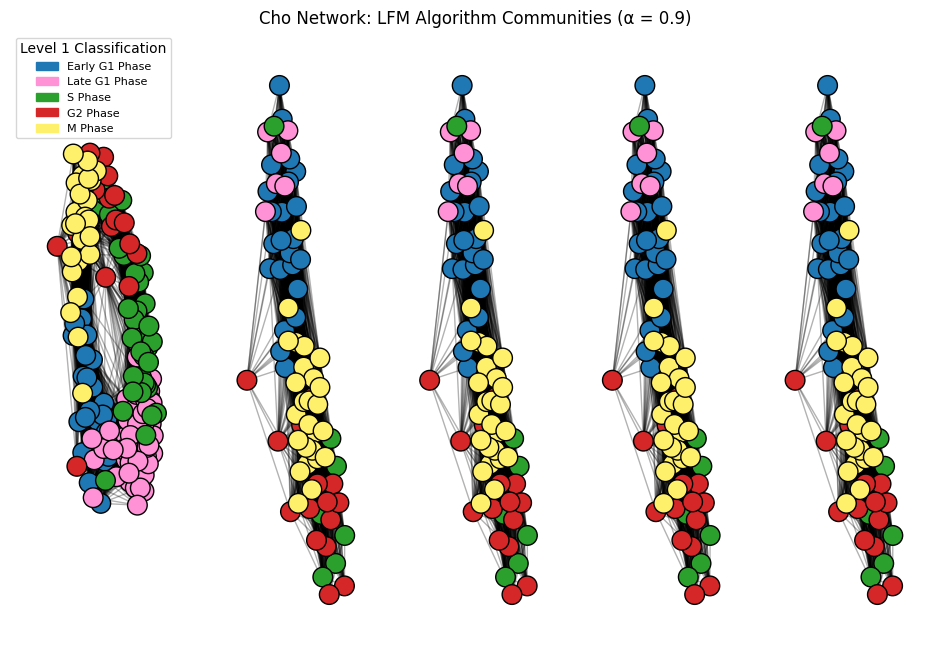 Cho Network: LFM Algorithm Communities (α = 0.9)
Level 1 Classification
Early G1 Phase
Late G1 Phase
S Phase
G2 Phase
M Phase